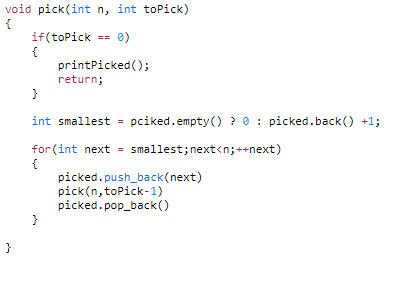 void pick(int n, int toPick)
{
    if(toPick == 0)
    {
        printPicked();
        return;
    }

    int smallest = pciked.empty() ? 0 : picked.back() +1;

    for(int next = smallest;next<n;++next)
    {
        picked.push_back(next)
        pick(n,toPick-1)
        picked.pop_back()
    }

}